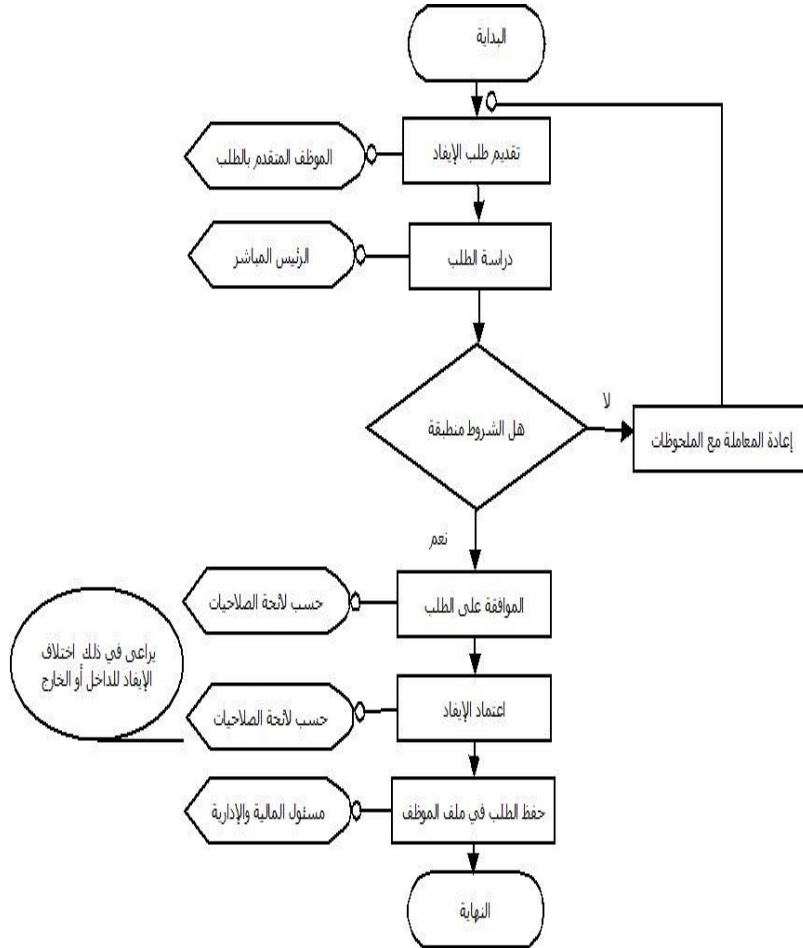 البداية
تقديم طلب الإيفاد
الموظف المتقدم بالطلب
دراسة الطلب
الرئيس المباشر
هل الشروط منطبقة
لا
إعادة المعاملة مع الملحوظات
نعم
الموافقة على الطلب
حسب لائحة الصلاحيات
يراعى في ذلك اختلاف
الإيفاد للداخل أو الخارج
اعتماد الإيفاد
حسب لائحة الصلاحيات
حفظ الطلب في ملف الموظف
مسئول المالية والإدارية
النهاية